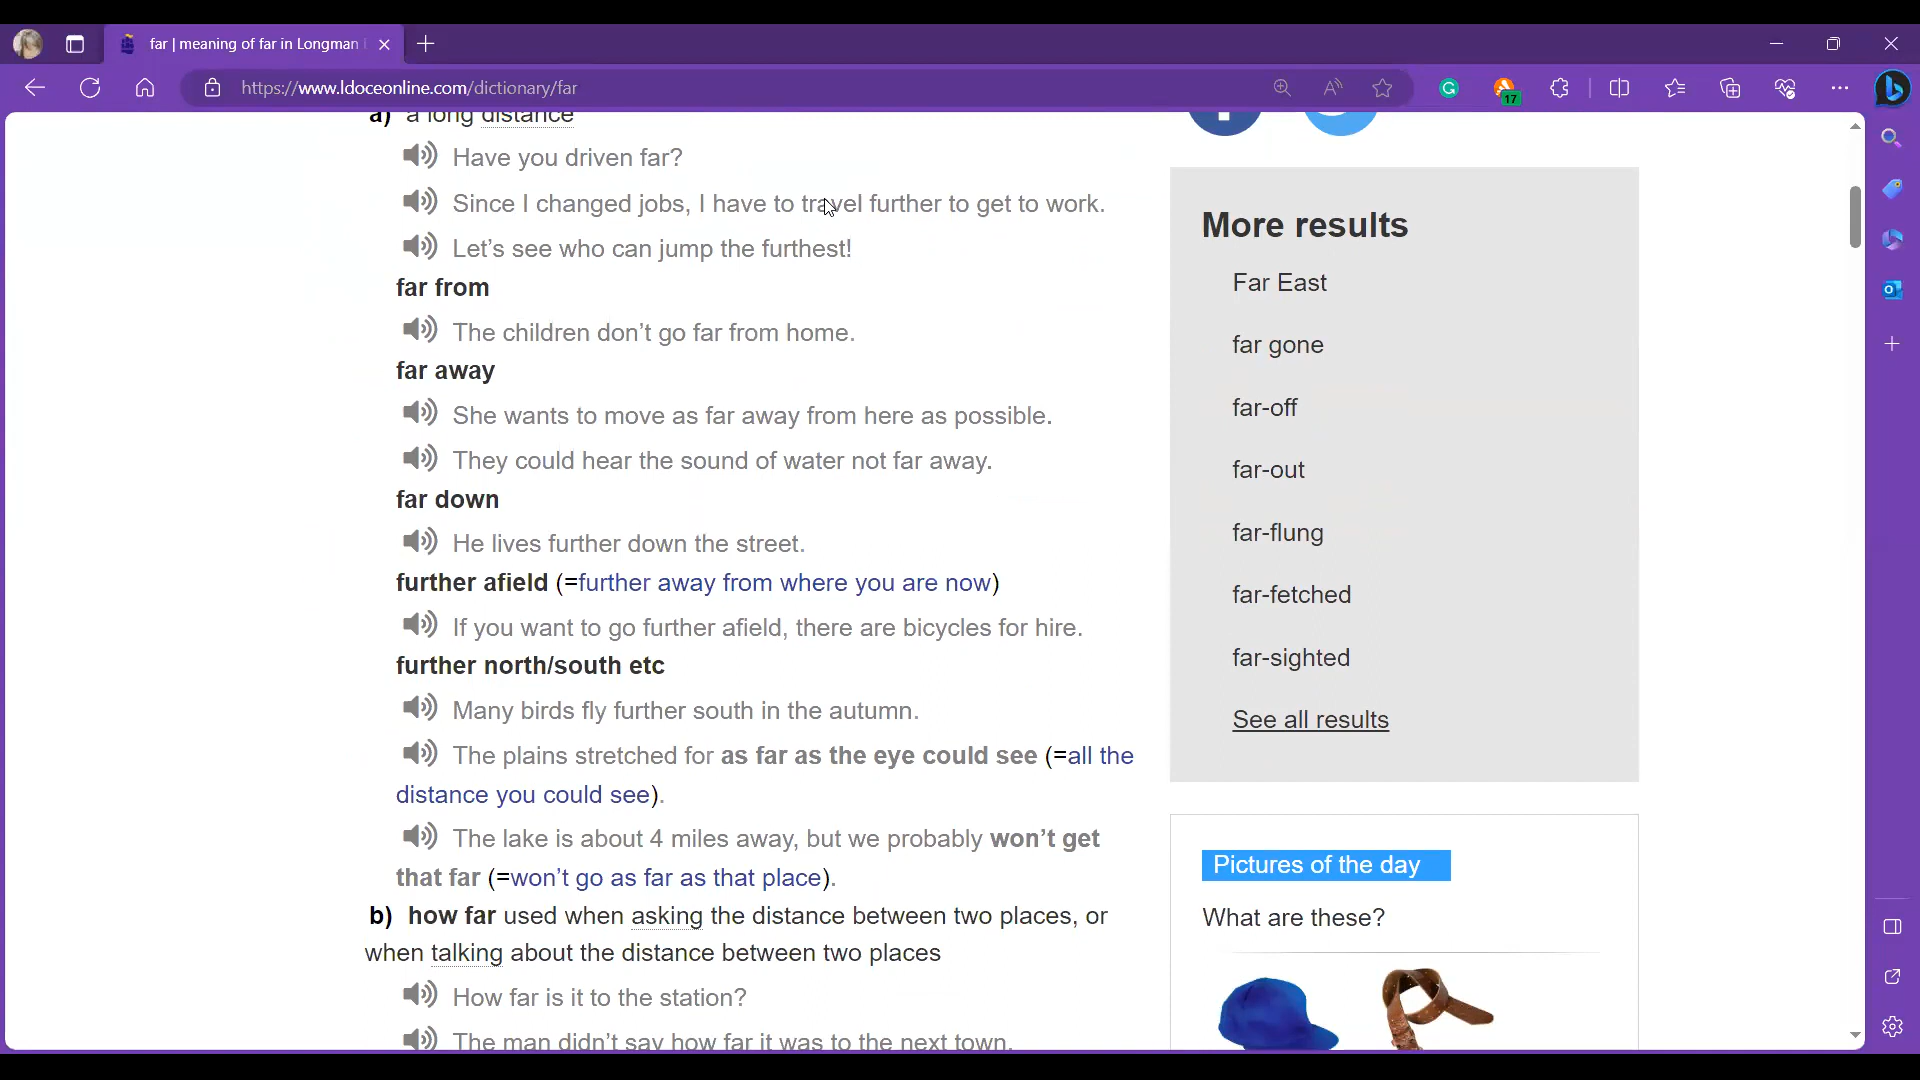 far | meaning of far in Longman
https://www.ldoceonline.com/dictionary/far
17
a) a long distance
Have you driven far?
Since I changed jobs, I have to travel further to get to work.
Let’s see who can jump the furthest!
far from
The children don’t go far from home.
far away
She wants to move as far away from here as possible.
They could hear the sound of water not far away.
far down
He lives further down the street.
further afield (=further away from where you are now)
If you want to go further afield, there are bicycles for hire.
further north/south etc
Many birds fly further south in the autumn.
The plains stretched for as far as the eye could see (=all the
distance you could see).
The lake is about 4 miles away, but we probably won’t get
that far (=won’t go as far as that place).
b) how far used when asking the distance between two places, or
when talking about the distance between two places
How far is it to the station?
The man didn’t say how far it was to the next town.
More results
Far East
far gone
far-off
far-out
far-flung
far-fetched
far-sighted
See all results
Pictures of the day
What are these?